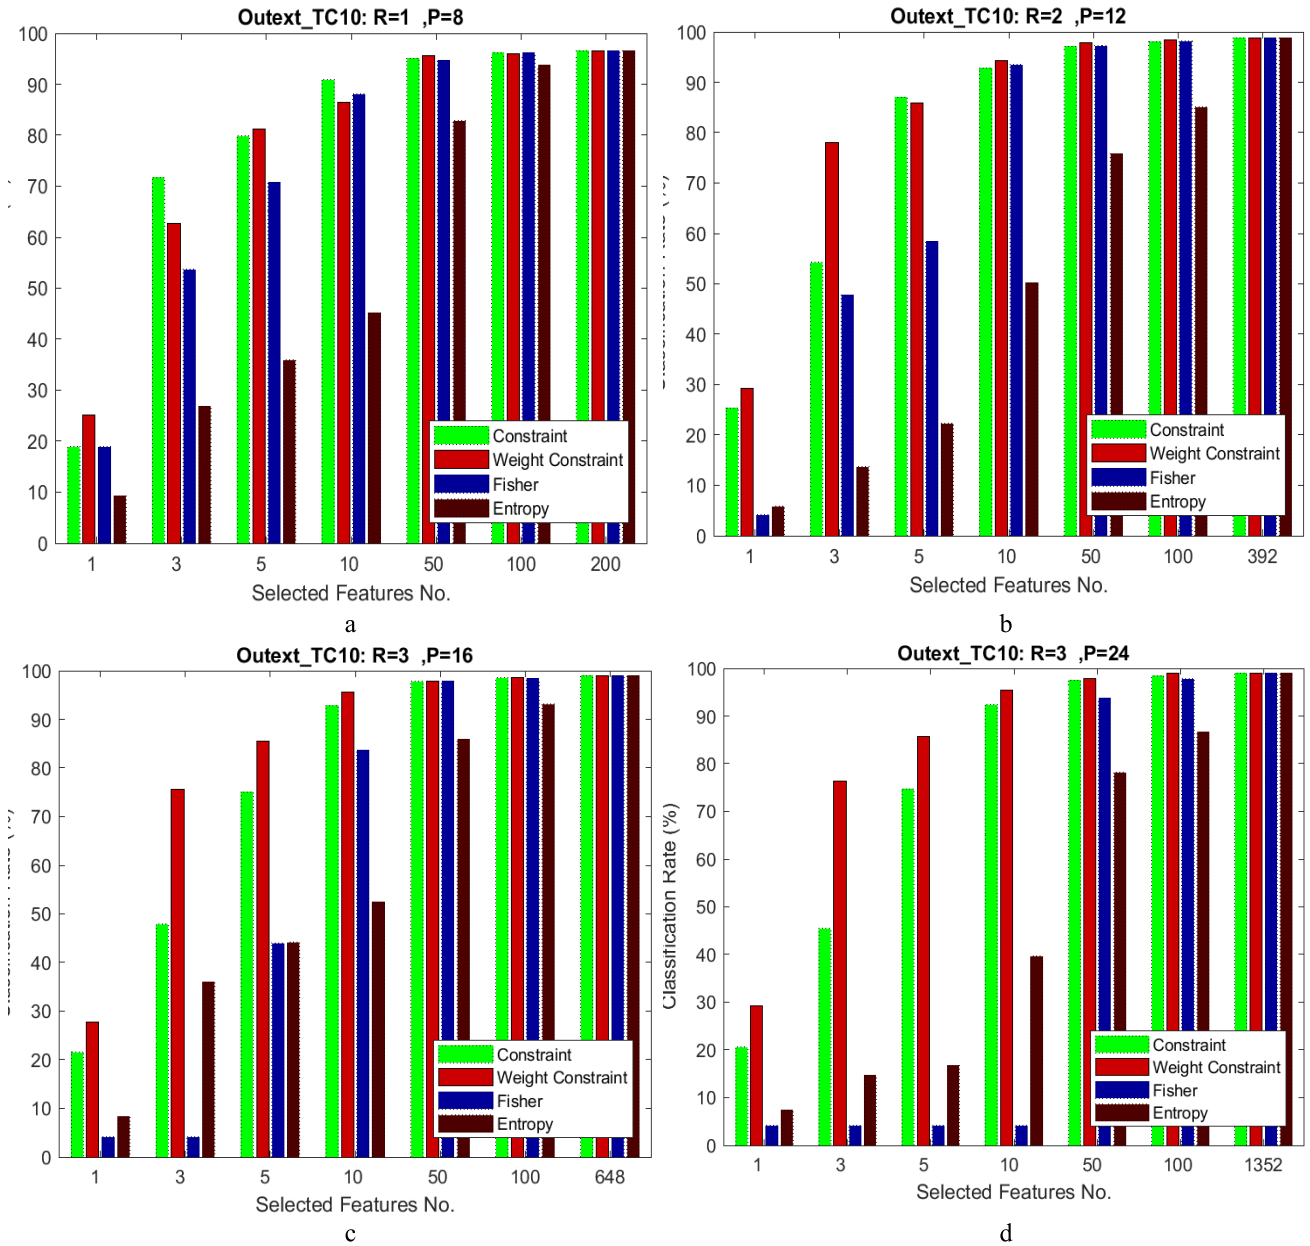 Outext_TC10: R=1 ,P=8
100
90
80
70
60
50
40
30
20
10
0
Constraint
Weight Constraint
Fisher
Entropy
1 3 5 10 50 100 200
Selected Features No.
a
Outext_TC10: R=2 ,P=12
100
90
80
70
60
50
40
30
20
10
0
Constraint
Weight Constraint
Fisher
Entropy
1 3 5 10 50 100 392
Selected Features No.
b
Outext_TC10: R=3 ,P=16
100
90
80
70
60
50
40
30
20
10
0
Constraint
Weight Constraint
Fisher
Entropy
1 3 5 10 50 100 648
Selected Features No.
c
Outext_TC10: R=3 ,P=24
Classification Rate (%)
100
90
80
70
60
50
40
30
20
10
0
Constraint
Weight Constraint
Fisher
Entropy
1 3 5 10 50 100 1352
Selected Features No.
d